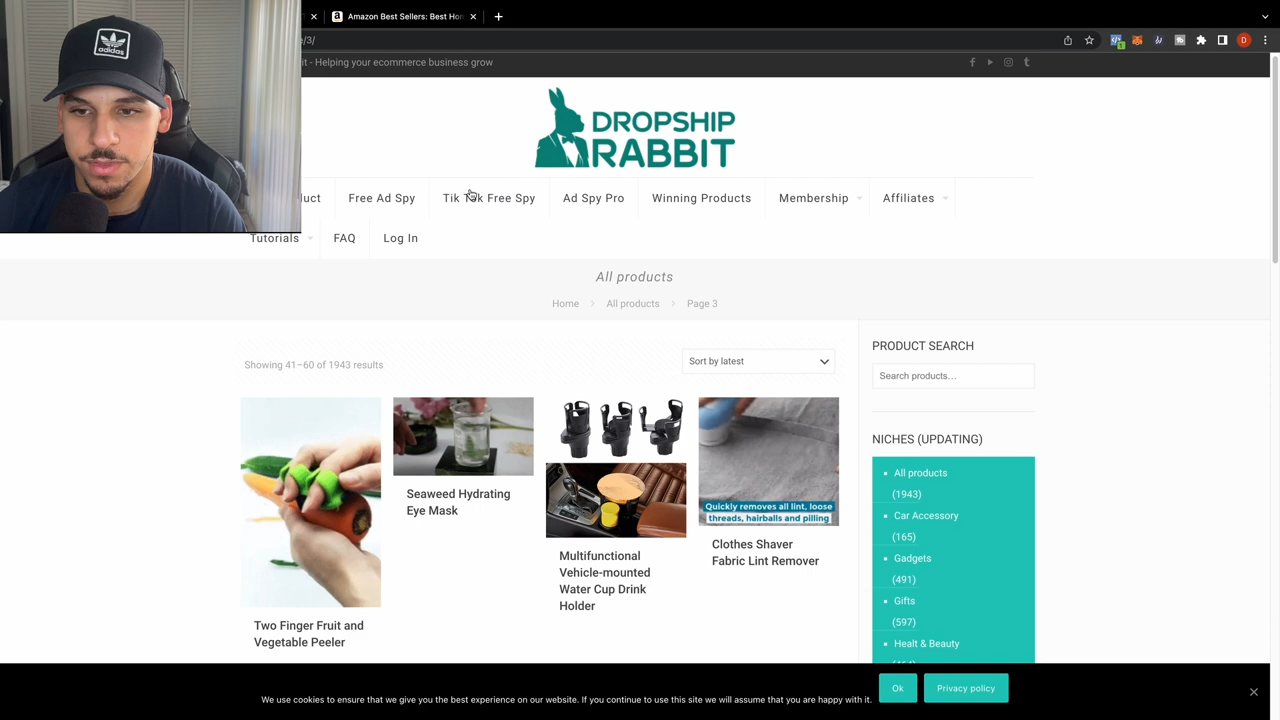 adidas
Amazon Best Sellers: Best Hom
/3/
it - Helping your ecommerce business grow
DROPSHIP
RABBIT
Free Ad Spy
Tik Tok Free Spy
Ad Spy Pro
Winning Products
Membership
Affiliates
Tutorials
FAQ
Log In
All products
Home > All products > Page 3
Showing 41–60 of 1943 results
Sort by latest
Two Finger Fruit and
Vegetable Peeler
Seaweed Hydrating
Eye Mask
Multifunctional
Vehicle-mounted
Water Cup Drink
Holder
Quickly removes all lint, loose
threads, hairballs and pilling
Clothes Shaver
Fabric Lint Remover
PRODUCT SEARCH
Search products…
NICHES (UPDATING)
All products
(1943)
Car Accessory
(165)
Gadgets
(491)
Gifts
(597)
Healt & Beauty
We use cookies to ensure that we give you the best experience on our website. If you continue to use this site we will assume that you are happy with it.
Ok
Privacy policy